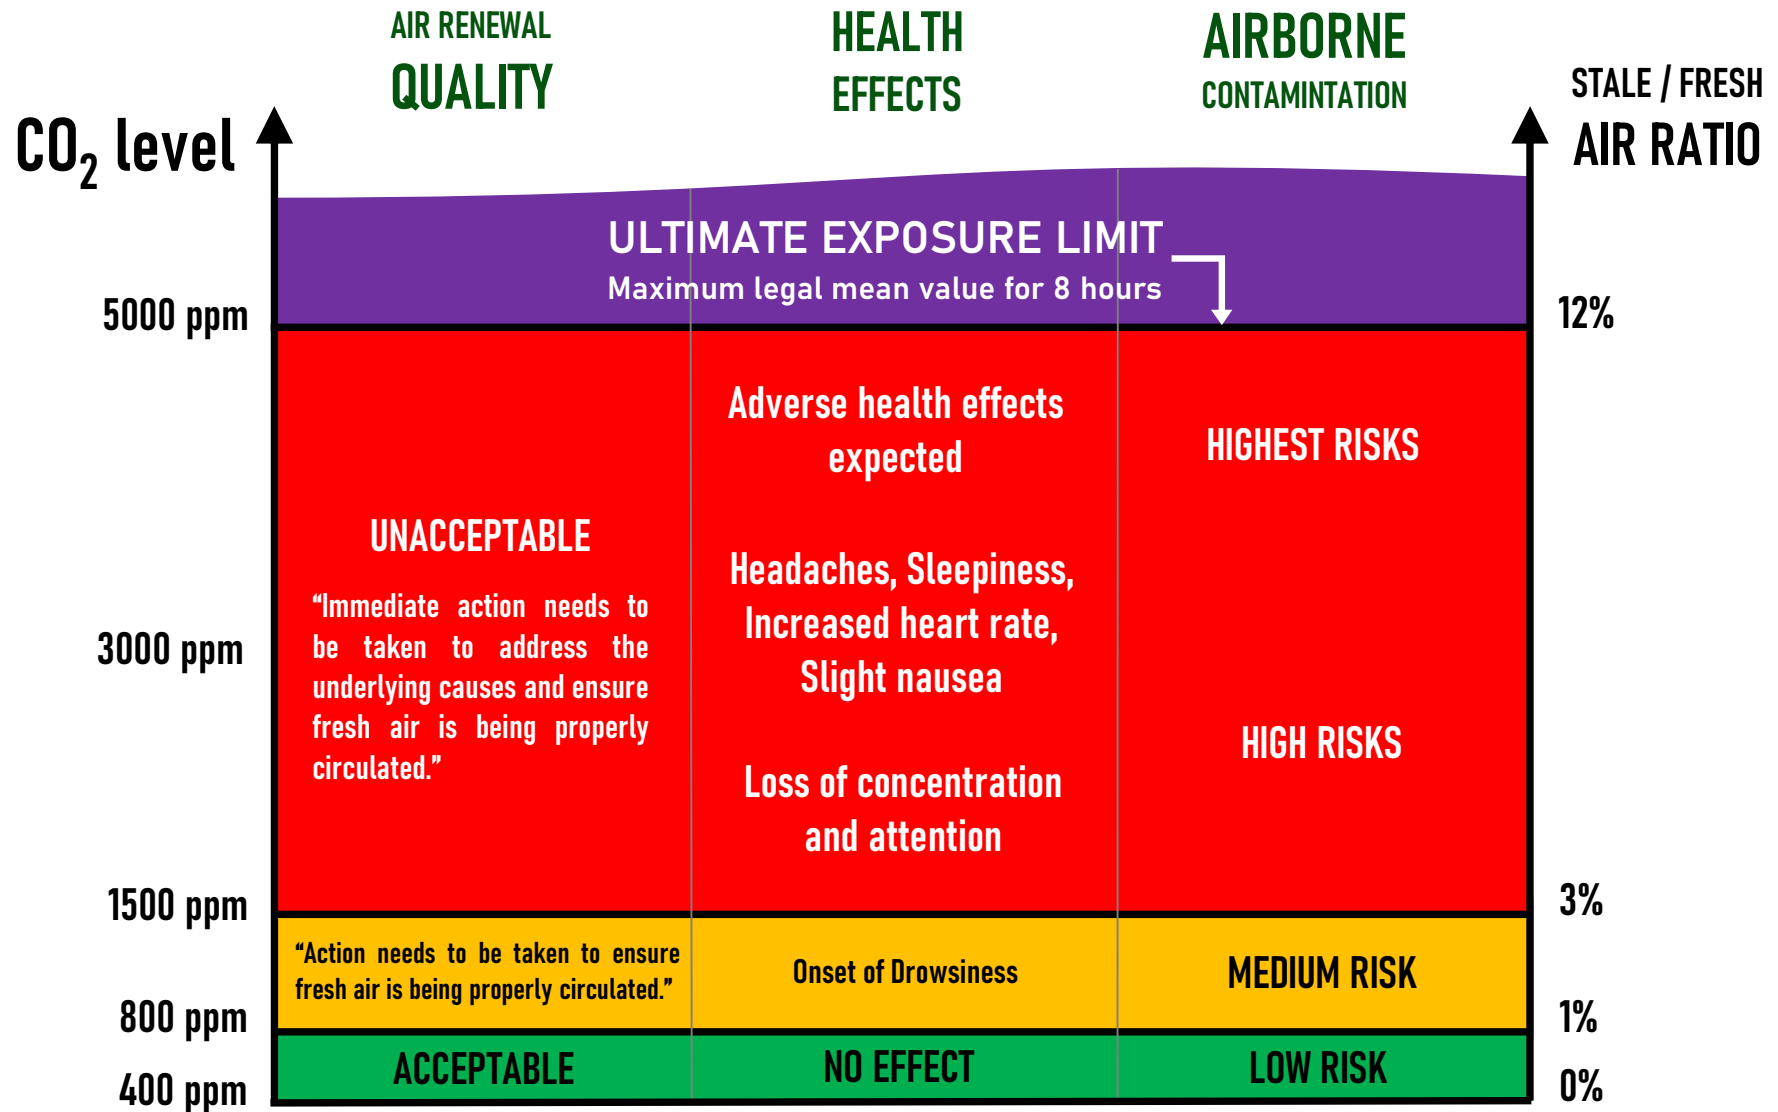 AIR RENEWAL
QUALITY
HEALTH
EFFECTS
AIRBORNE
CONTAMINTATION
STALE / FRESH
AIR RATIO
CO₂ level
ULTIMATE EXPOSURE LIMIT
Maximum legal mean value for 8 hours
5000 ppm
12%
Adverse health effects
expected
HIGHEST RISKS
UNACCEPTABLE
“Immediate action needs to
be taken to address the
underlying causes and ensure
fresh air is being properly
circulated.”
Headaches, Sleepiness,
Increased heart rate,
Slight nausea
3000 ppm
HIGH RISKS
Loss of concentration
and attention
1500 ppm
3%
“Action needs to be taken to ensure
fresh air is being properly circulated.”
Onset of Drowsiness
MEDIUM RISK
800 ppm
1%
ACCEPTABLE
NO EFFECT
LOW RISK
400 ppm
0%